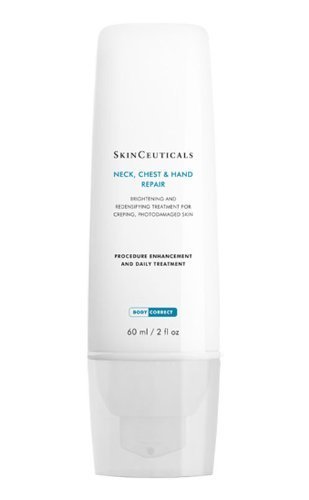 SKINCEUTICALS
NECK, CHEST & HAND
REPAIR
BRIGHTENING AND
REDENSIFYING TREATMENT FOR
CREPING, PHOTODAMAGED SKIN
PROCEDURE ENHANCEMENT
AND DAILY TREATMENT
BODY CORRECT
60 ml / 2 fl oz